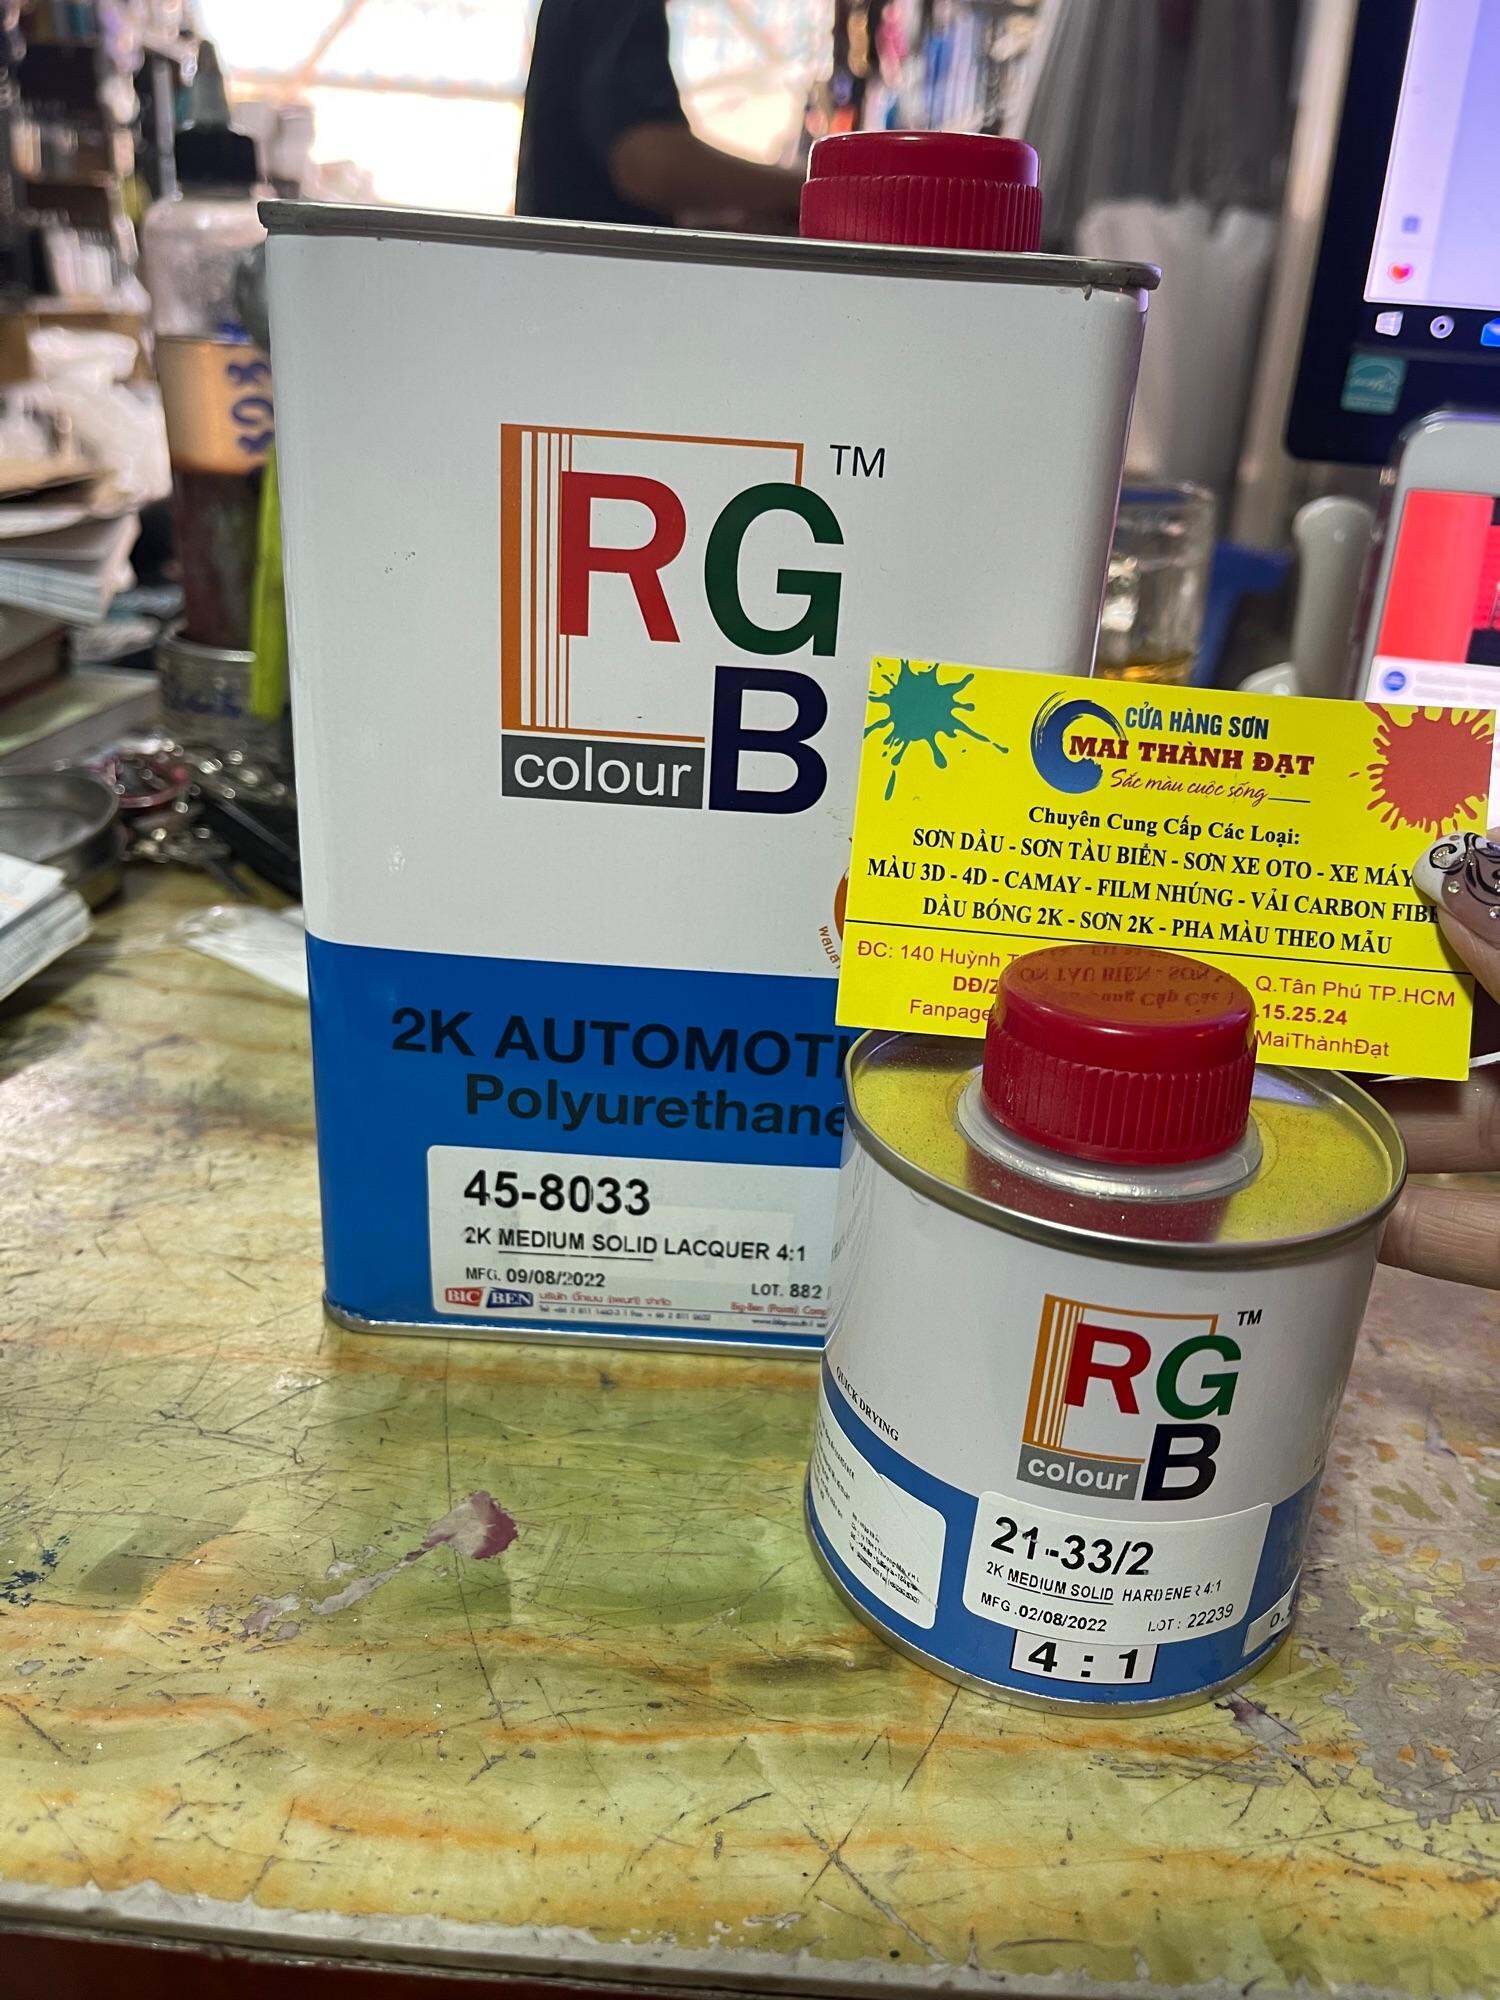 RGB
TM
colour
2K AUTOMOTI
Polyurethane
45-8033
2K MEDIUM SOLID LACQUER 4:1
MFG. 09/08/2022
LOT. 882
BIG BEN
CỬA HÀNG SƠN
MAI THÀNH ĐẠT
Sắc màu cuộc sống
Chuyên Cung Cấp Các Loại:
SƠN DẦU - SƠN TÀU BIỂN - SƠN XE OTO - XE MÁY
MÀU 3D - 4D - CAMAY - FILM NHÚNG - VẢI CARBON FIBE
DẦU BÓNG 2K - SƠN 2K - PHA MÀU THEO MẪU
ĐC: 140 Huỳnh Q.Tân Phú TP.HCM
DĐ/Z .15.25.24
Fanpage MaiThànhĐạt
RGB
TM
colour
QUICK DRYING
21-33/2
2K MEDIUM SOLID HARDENER 4:1
MFG .02/08/2022
LOT : 22239
4 : 1